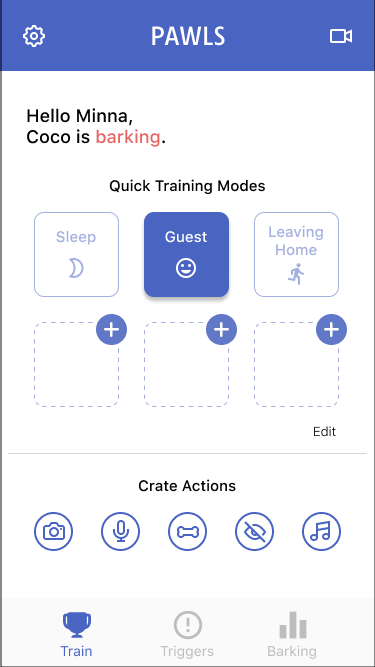 PAWLS
Hello Minna,
Coco is barking.
Quick Training Modes
Sleep
Guest
Leaving
Home
Edit
Crate Actions
Train
Triggers
Barking